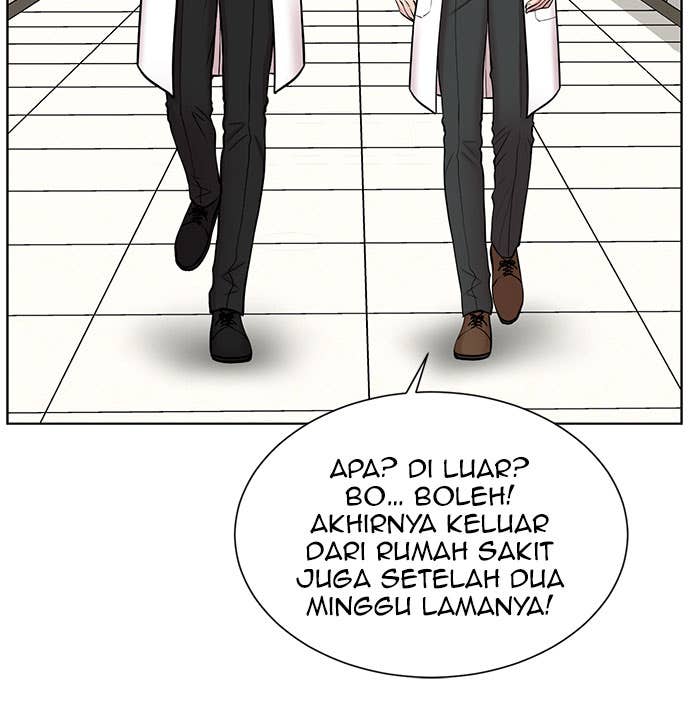 APA? DI LUAR?
BO... BOLEH!
AKHIRNYA KELUAR
DARI RUMAH SAKIT
JUGA SETELAH DUA
MINGGU LAMANYA!